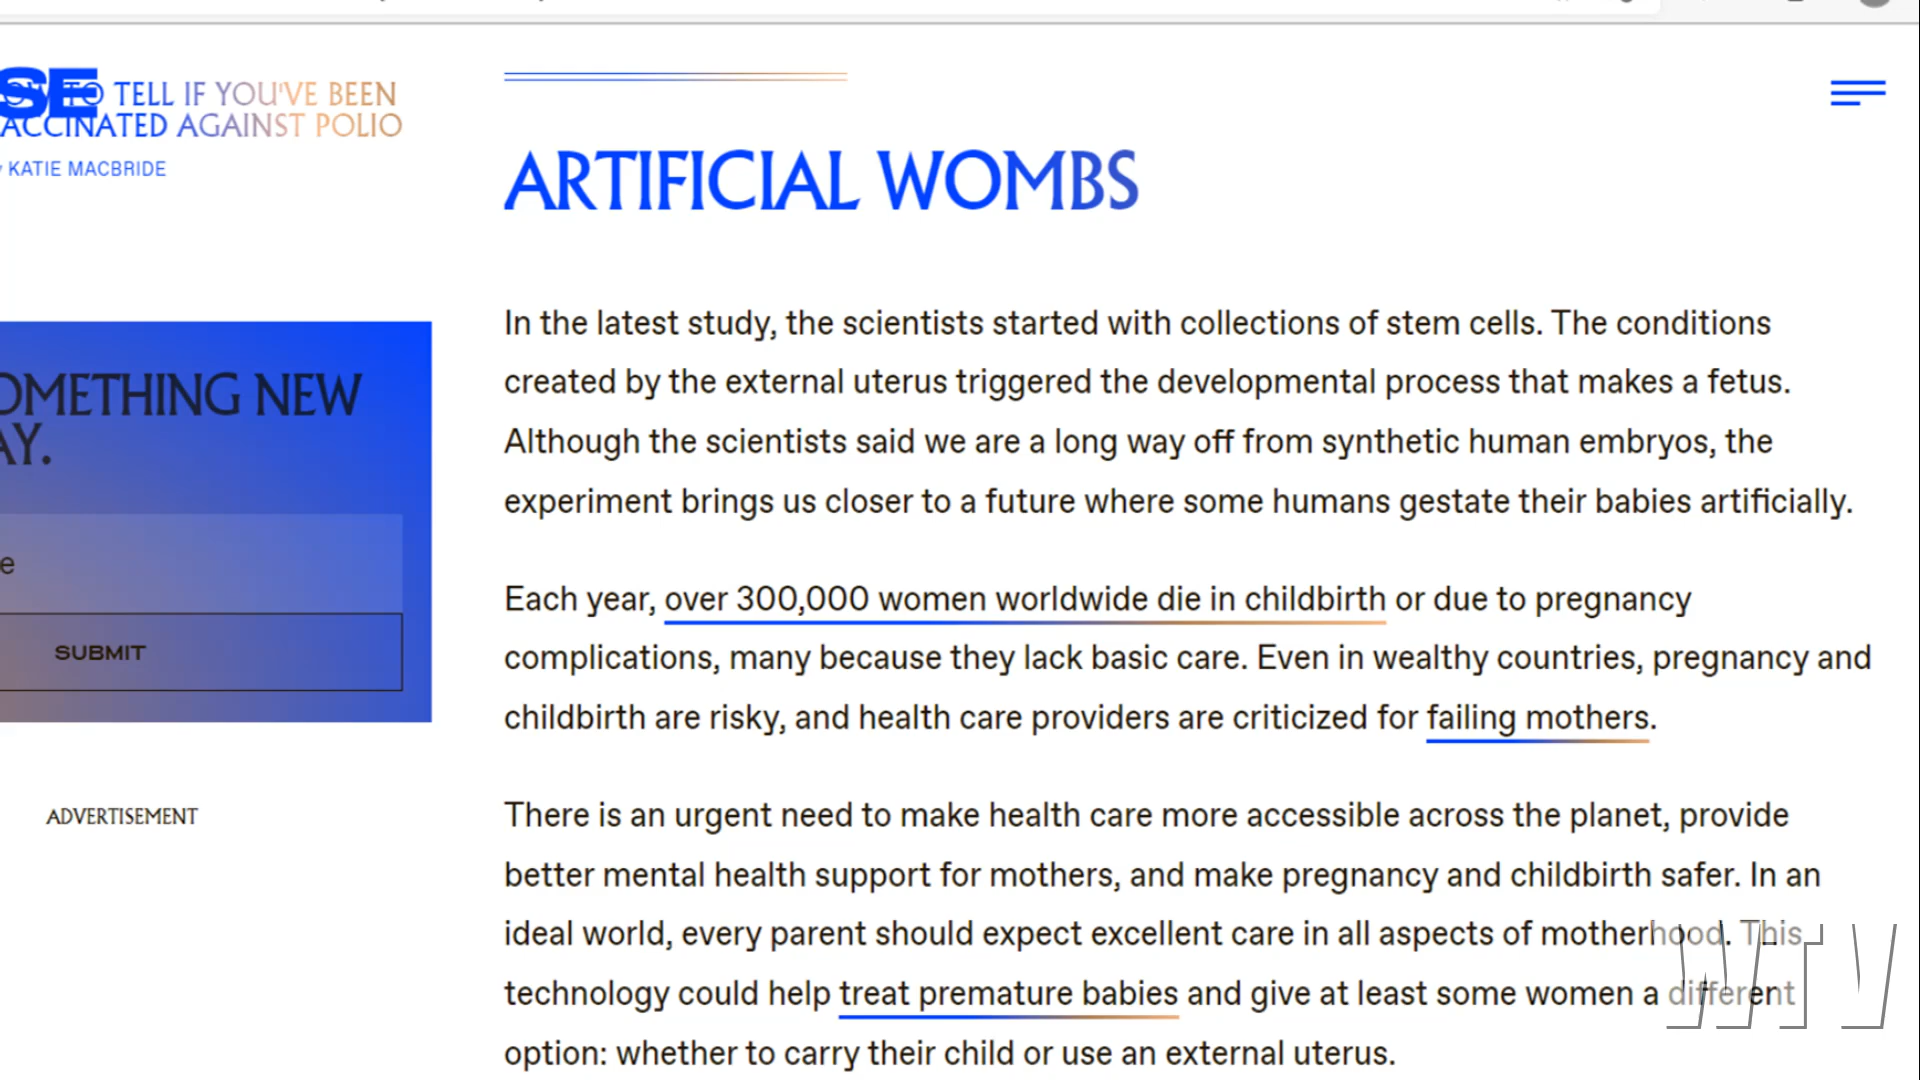 SE
TO TELL IF YOU'VE BEEN
ACCINATED AGAINST POLIO
KATIE MACBRIDE
OMETHING NEW
AY.
e
SUBMIT
ADVERTISEMENT
ARTIFICIAL WOMBS
In the latest study, the scientists started with collections of stem cells. The conditions
created by the external uterus triggered the developmental process that makes a fetus.
Although the scientists said we are a long way off from synthetic human embryos, the
experiment brings us closer to a future where some humans gestate their babies artificially.
Each year, over 300,000 women worldwide die in childbirth or due to pregnancy
complications, many because they lack basic care. Even in wealthy countries, pregnancy and
childbirth are risky, and health care providers are criticized for failing mothers.
There is an urgent need to make health care more accessible across the planet, provide
better mental health support for mothers, and make pregnancy and childbirth safer. In an
ideal world, every parent should expect excellent care in all aspects of motherhood. This
technology could help treat premature babies and give at least some women a different
option: whether to carry their child or use an external uterus.
WTV